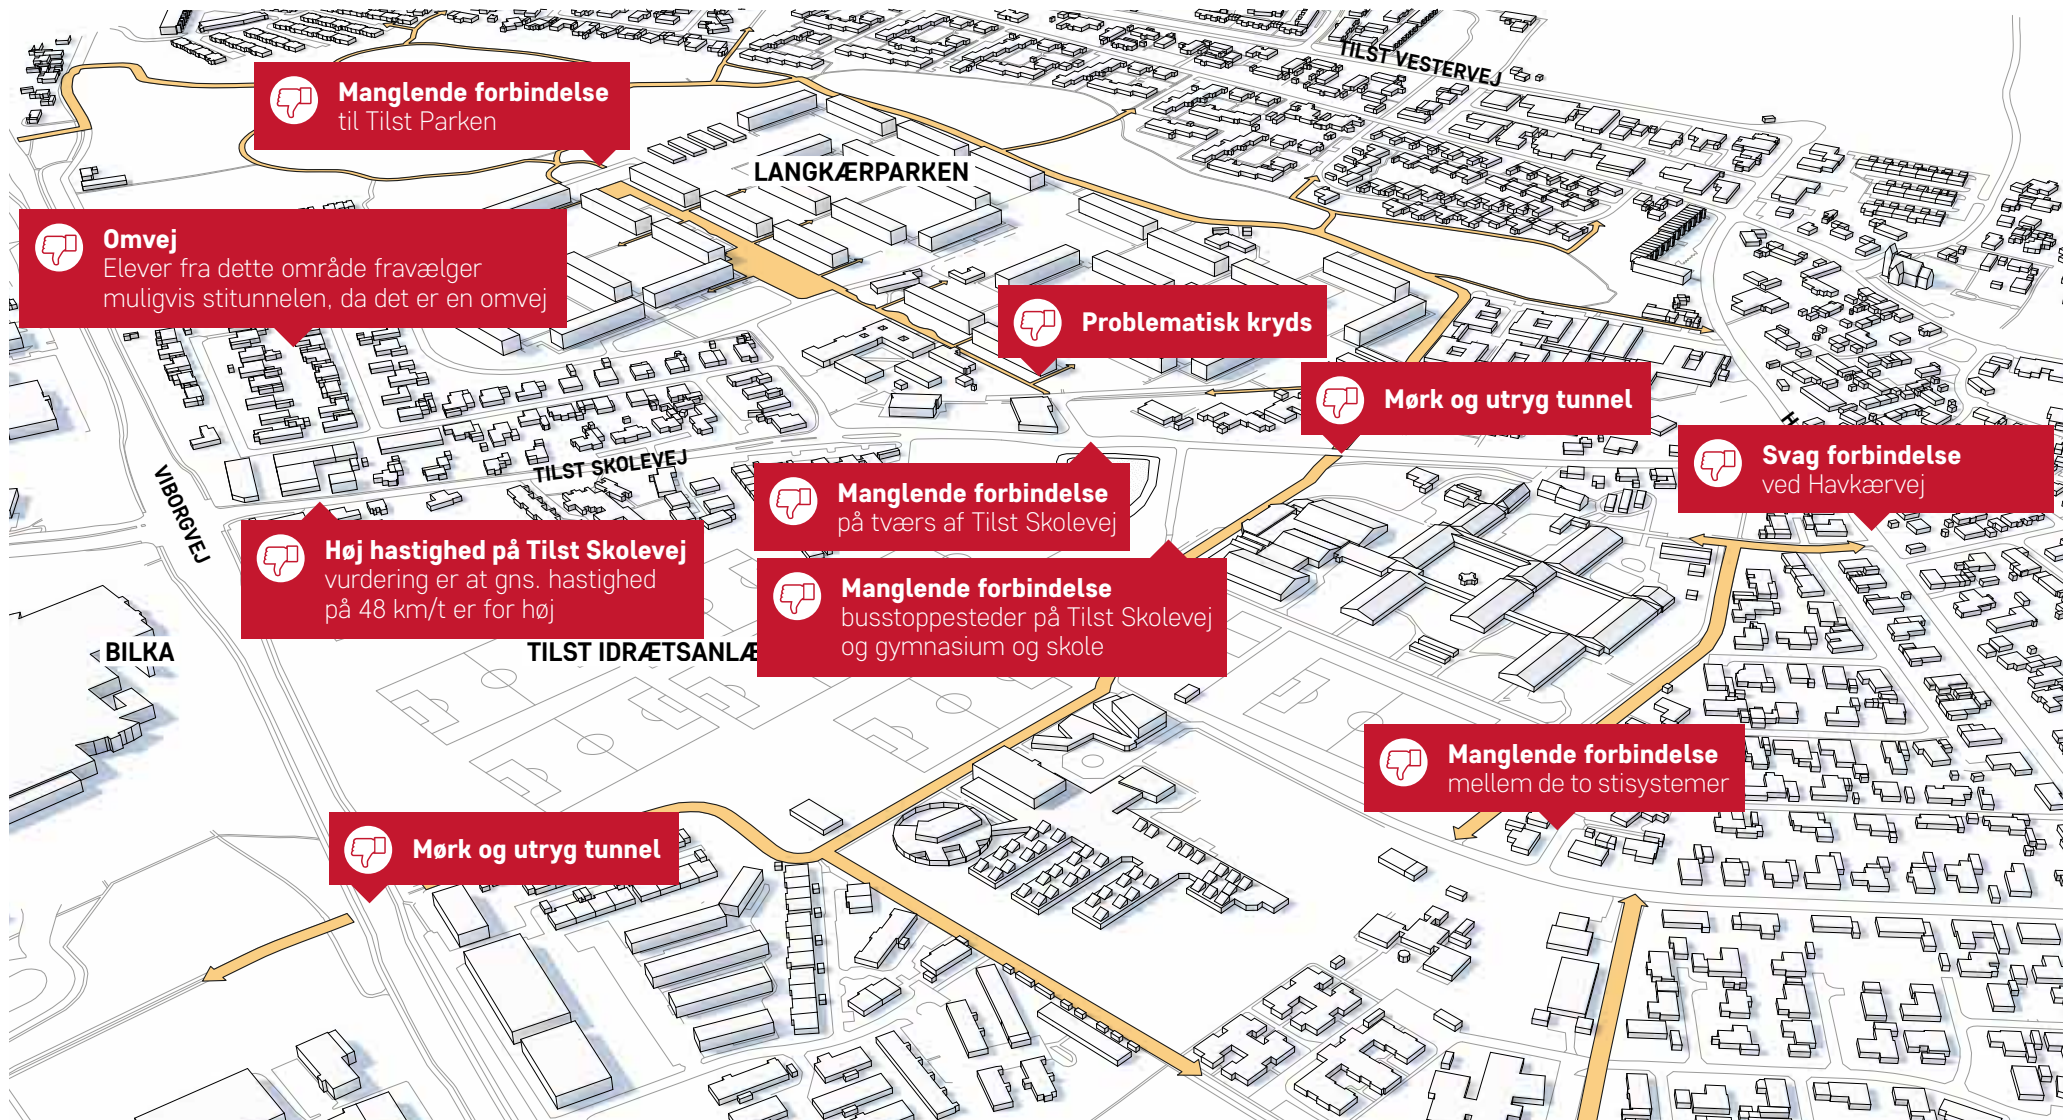 TILST VESTERVEJ
Manglende forbindelse
til Tilst Parken
LANGKÆRPARKEN
Omvej
Elever fra dette område fravælger
muligvis stitunnelen, da det er en omvej
Problematisk kryds
Mørk og utryg tunnel
H
Svag forbindelse
ved Havkærvej
TILST SKOLEVEJ
VIBORGVEJ
Manglende forbindelse
på tværs af Tilst Skolevej
Høj hastighed på Tilst Skolevej
vurdering er at gns. hastighed
på 48 km/t er for høj
Manglende forbindelse
busstoppesteder på Tilst Skolevej
og gymnasium og skole
BILKA
TILST IDRÆTSANLÆ
Manglende forbindelse
mellem de to stisystemer
Mørk og utryg tunnel